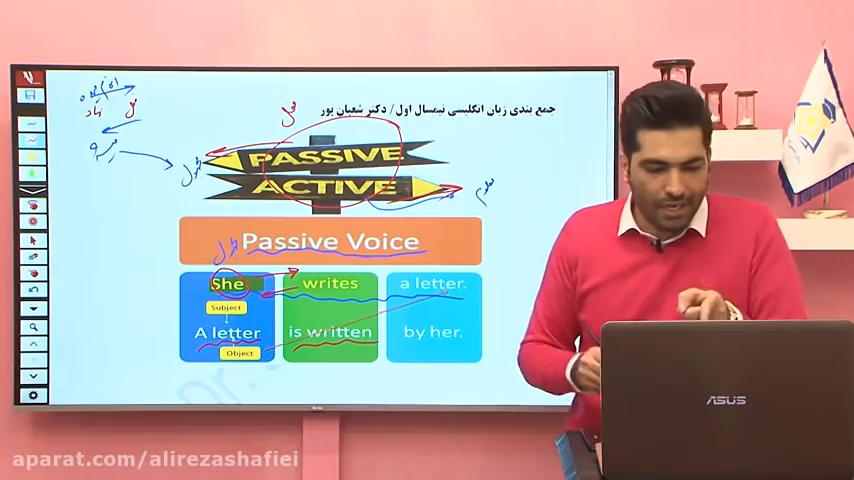 جمع بندی زبان انگلیسی نیمسال اول / دکتر شعبان پور
PASSIVE
ACTIVE
Passive Voice
She writes a letter.
Subject
A letter is written by her.
Object
ASUS
aparat.com/alirezashafiei